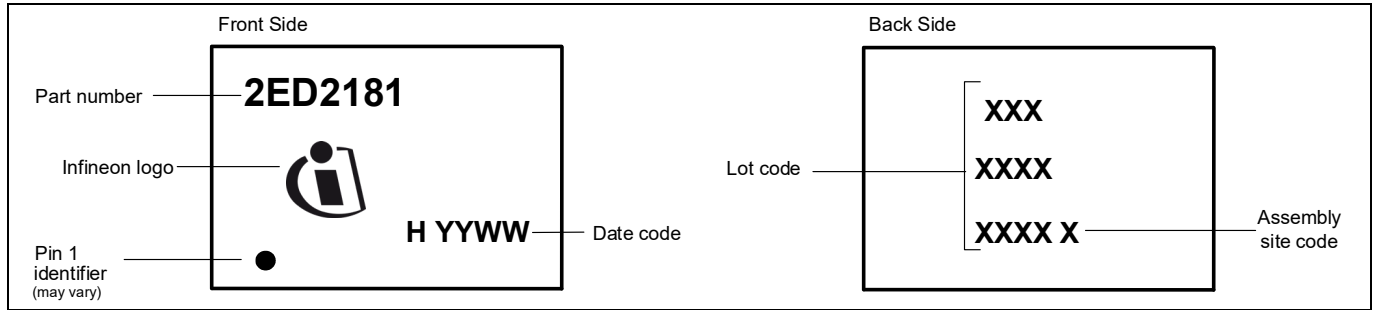 Front Side
Part number
2ED2181
Infineon logo
H YYWW
Date code
Pin 1
identifier
(may vary)
Back Side
XXX
Lot code
XXXX
XXXX X
Assembly
site code